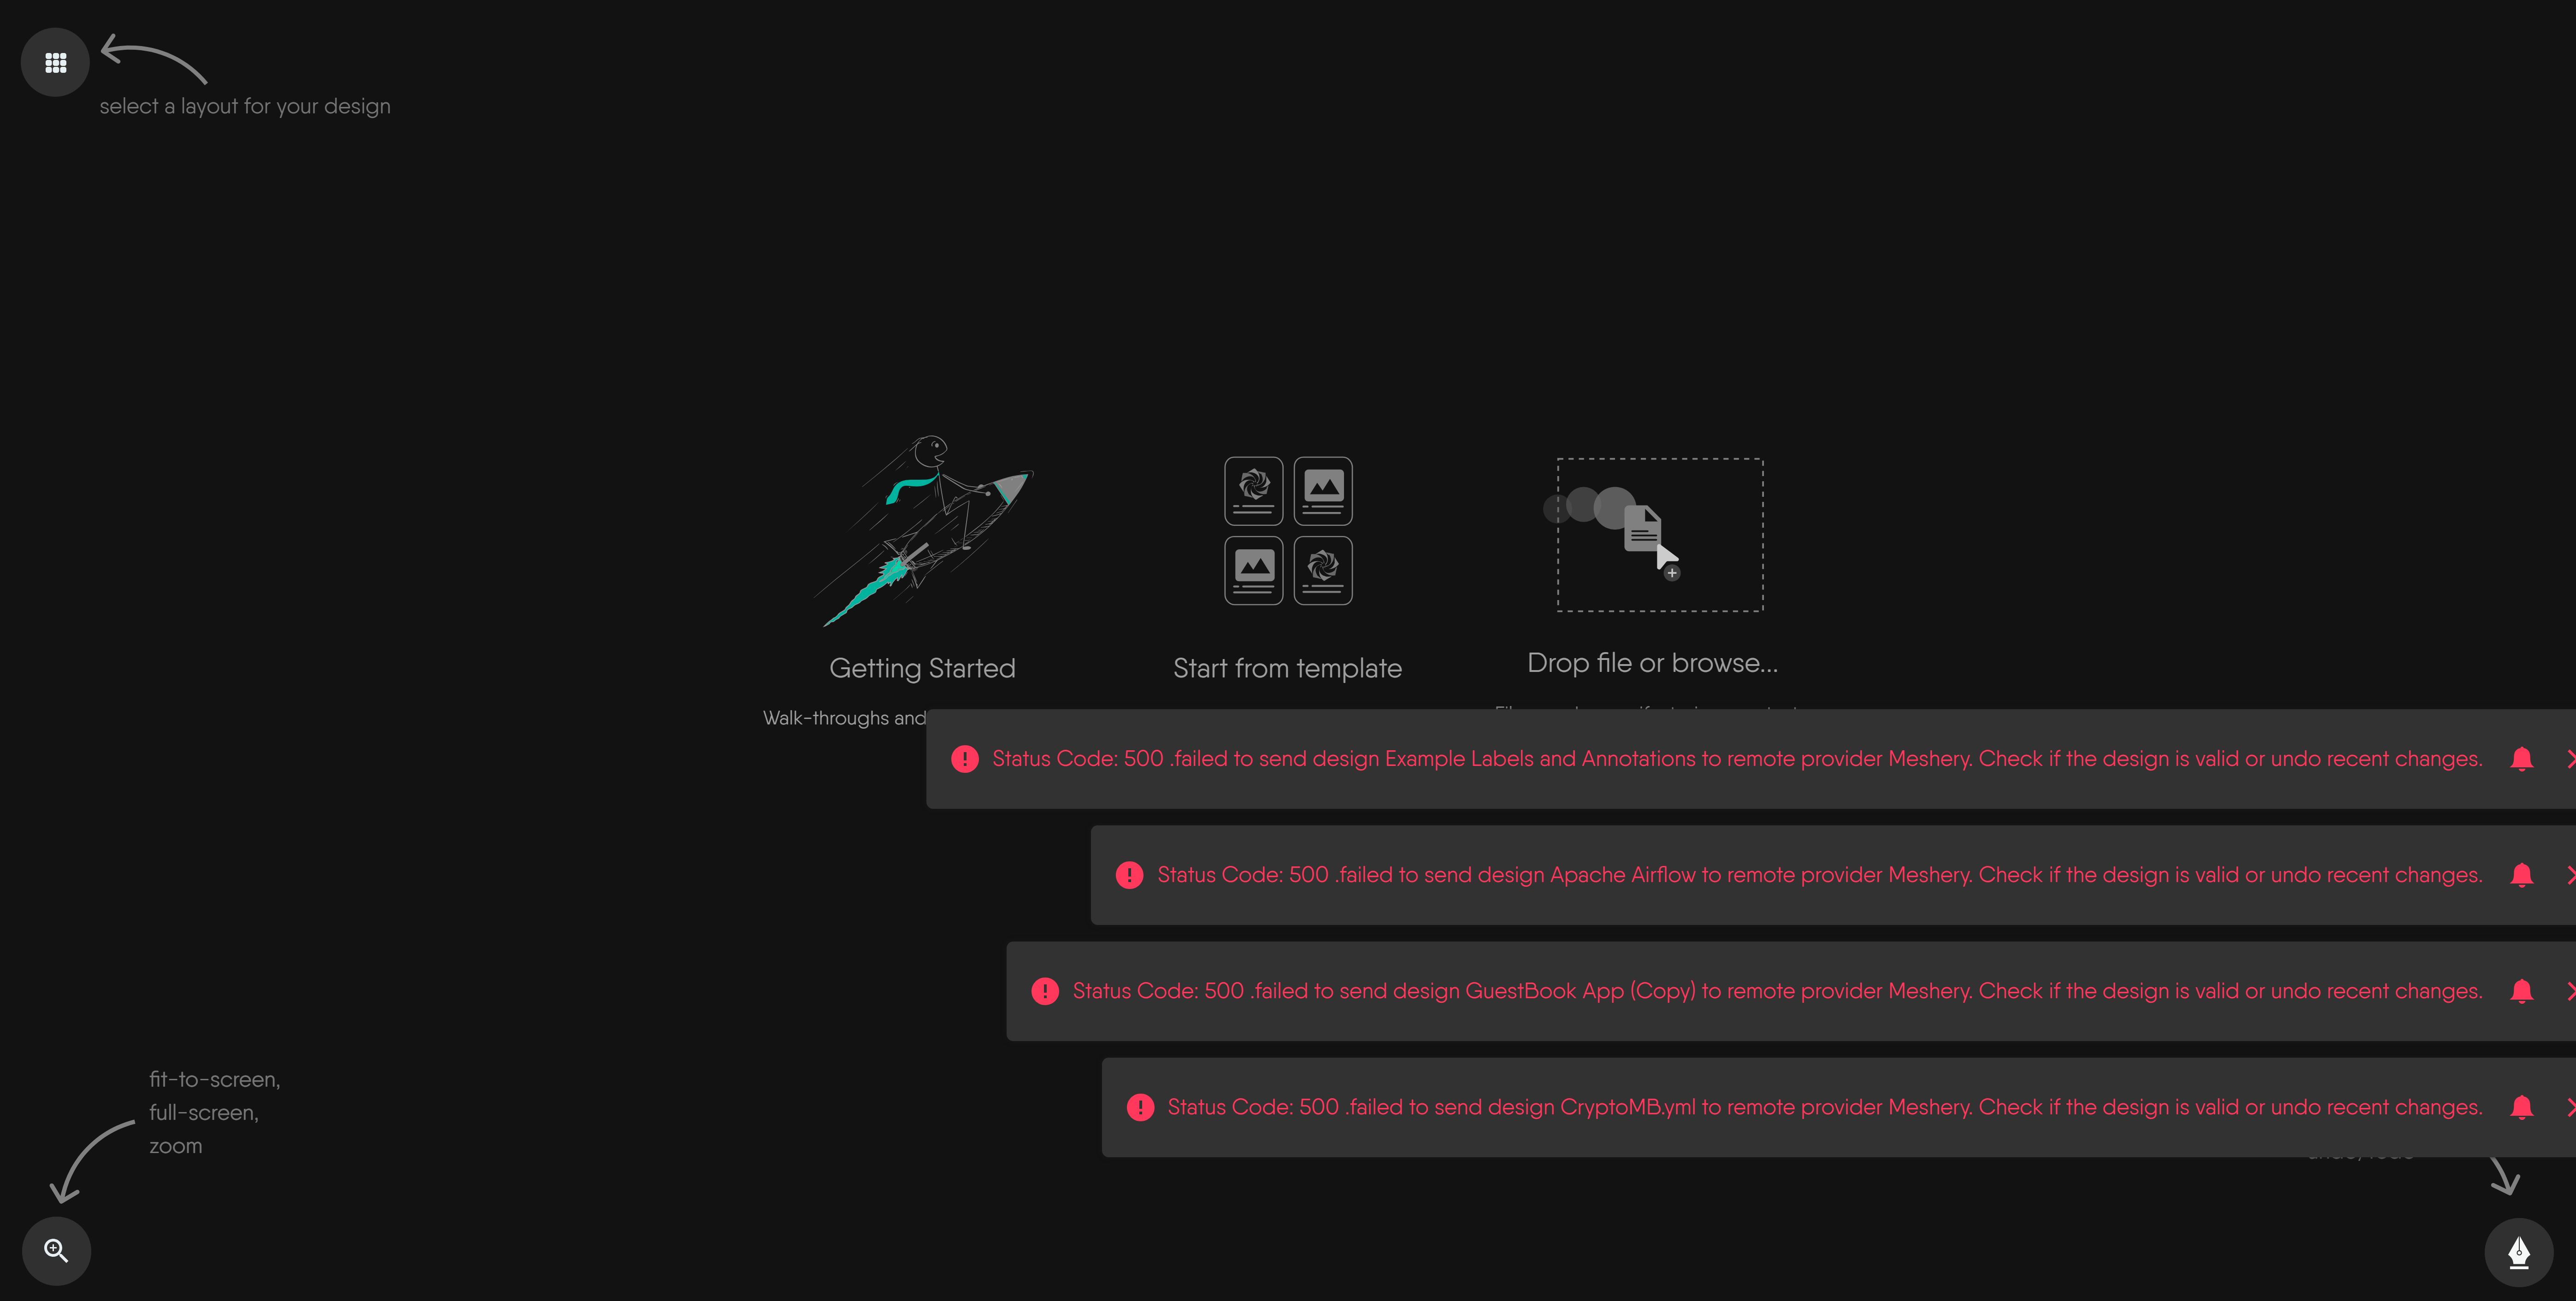 select a layout for your design
Getting Started
Start from template
Drop file or browse...
Walk-throughs and
Status Code: 500 .failed to send design Example Labels and Annotations to remote provider Meshery. Check if the design is valid or undo recent changes.
Status Code: 500 .failed to send design Apache Airflow to remote provider Meshery. Check if the design is valid or undo recent changes.
Status Code: 500 .failed to send design GuestBook App (Copy) to remote provider Meshery. Check if the design is valid or undo recent changes.
Status Code: 500 .failed to send design CryptoMB.yml to remote provider Meshery. Check if the design is valid or undo recent changes.
fit-to-screen,
full-screen,
zoom